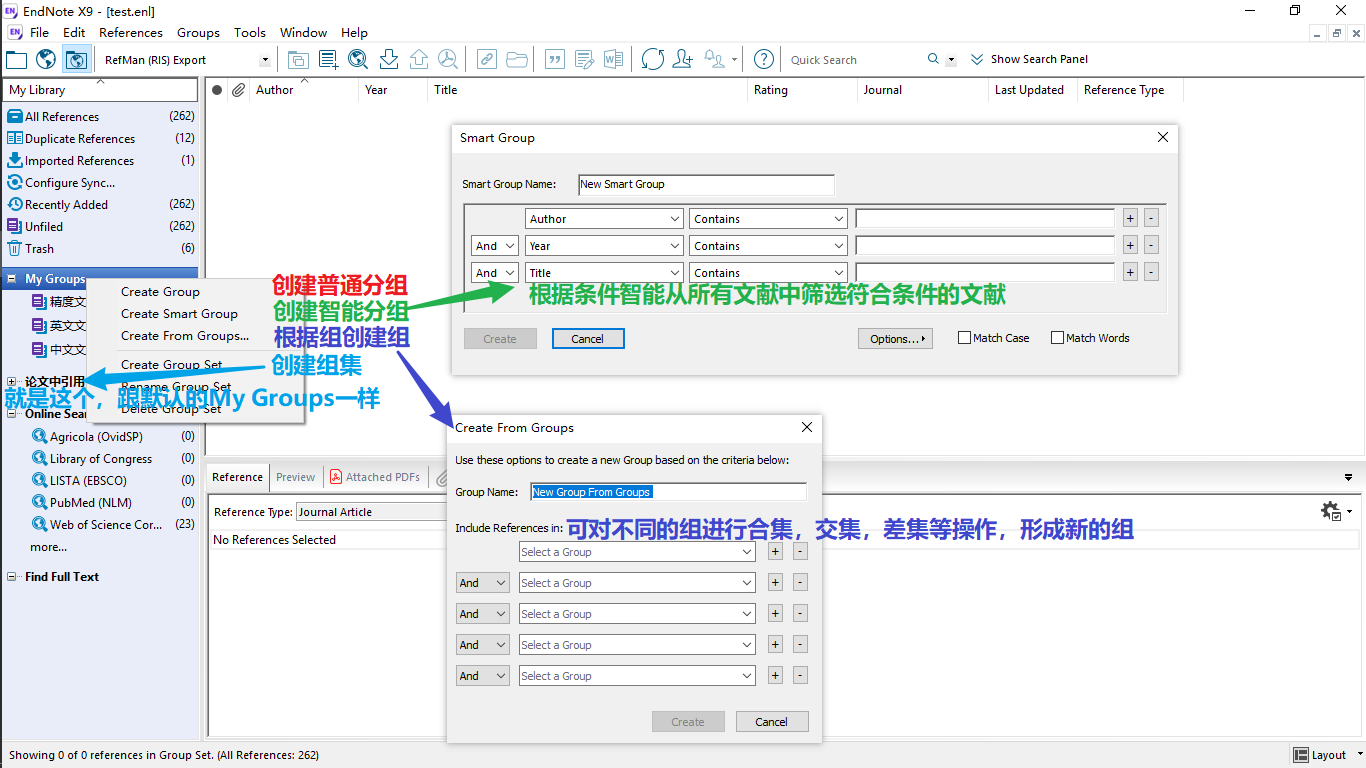 EndNote X9 - [test.enl]
File Edit References Groups Tools Window Help
RefMan (RIS) Export
Quick Search
Show Search Panel
My Library
All References (262)
Duplicate References (12)
Imported References (1)
Configure Sync...
Recently Added (262)
Unfiled (262)
Trash (6)
My Groups
精度文
英文文
中文文
论文中引用
Online Sear
Agricola (OvidSP) (0)
Library of Congress (0)
LISTA (EBSCO) (0)
PubMed (NLM) (0)
Web of Science Cor... (23)
more...
Find Full Text
Create Group
Create Smart Group
Create From Groups...
Create Group Set
Rename Group Set
Delete Group Set
创建普通分组
创建智能分组
根据组创建组
创建组集
就是这个，跟默认的My Groups一样
Author Year Title Rating Journal Last Updated Reference Type
Smart Group
Smart Group Name: New Smart Group
Author Contains + -
And Year Contains + -
And Title Contains + -
根据条件智能从所有文献中筛选符合条件的文献
Create Cancel Options... Match Case Match Words
Reference Preview Attached PDFs
Reference Type: Journal Article
No References Selected
Create From Groups
Use these options to create a new Group based on the criteria below:
Group Name: New Group From Groups
Include References in:
可对不同的组进行合集，交集，差集等操作，形成新的组
Select a Group + -
And Select a Group + -
And Select a Group + -
And Select a Group + -
And Select a Group + -
Create Cancel
Showing 0 of 0 references in Group Set. (All References: 262)
Layout